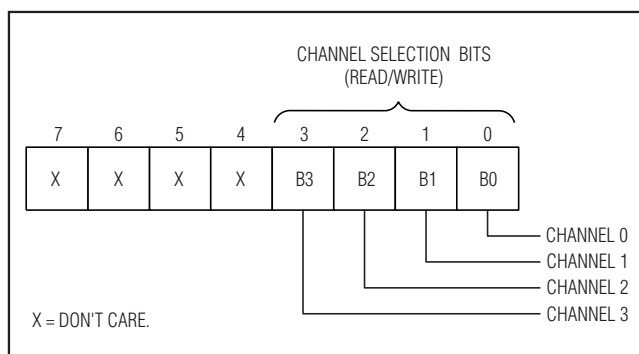 CHANNEL SELECTION BITS
(READ/WRITE)
7 6 5 4 3 2 1 0
X X X X B3 B2 B1 B0
CHANNEL 0
CHANNEL 1
CHANNEL 2
CHANNEL 3
X = DON'T CARE.